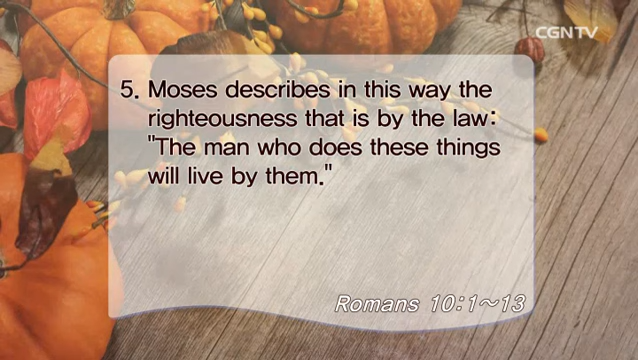 CGNTV
5. Moses describes in this way the
righteousness that is by the law:
"The man who does these things
will live by them."
Romans 10:1~13